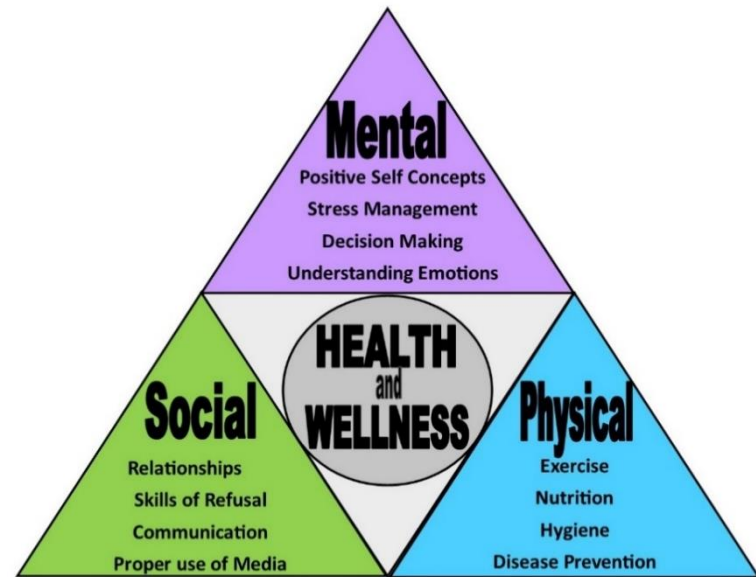 Mental
Positive Self Concepts
Stress Management
Decision Making
Understanding Emotions
HEALTH
and
WELLNESS
Social
Relationships
Skills of Refusal
Communication
Proper use of Media
Physical
Exercise
Nutrition
Hygiene
Disease Prevention